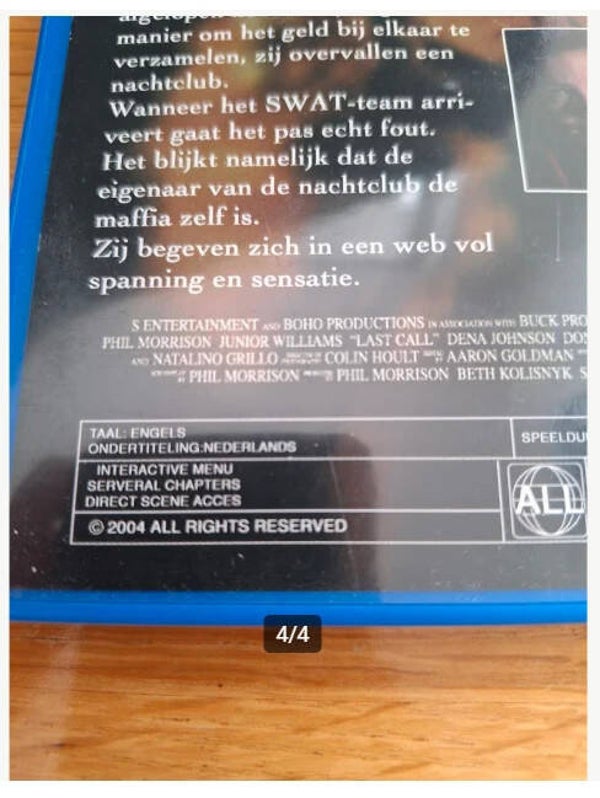 manier om het geld bij elkaar te
verzamelen, zij overvallen een
nachtclub.
Wanneer het SWAT-team arri-
veert gaat het pas echt fout.
Het blijkt namelijk dat de
eigenaar van de nachtclub de
maffia zelf is.
Zij begeven zich in een web vol
spanning en sensatie.
S ENTERTAINMENT AND BOHO PRODUCTIONS IN ASSOCIATION WITH BUCK PRO
PHIL MORRISON JUNIOR WILLIAMS "LAST CALL" DENA JOHNSON DO
AND NATALINO GRILLO COLIN HOULT AARON GOLDMAN
PHIL MORRISON PHIL MORRISON BETH KOLISNYK S
TAAL: ENGELS
ONDERTITELING:NEDERLANDS
SPEELDU
INTERACTIVE MENU
SERVERAL CHAPTERS
DIRECT SCENE ACCES
ALL
© 2004 ALL RIGHTS RESERVED
4/4